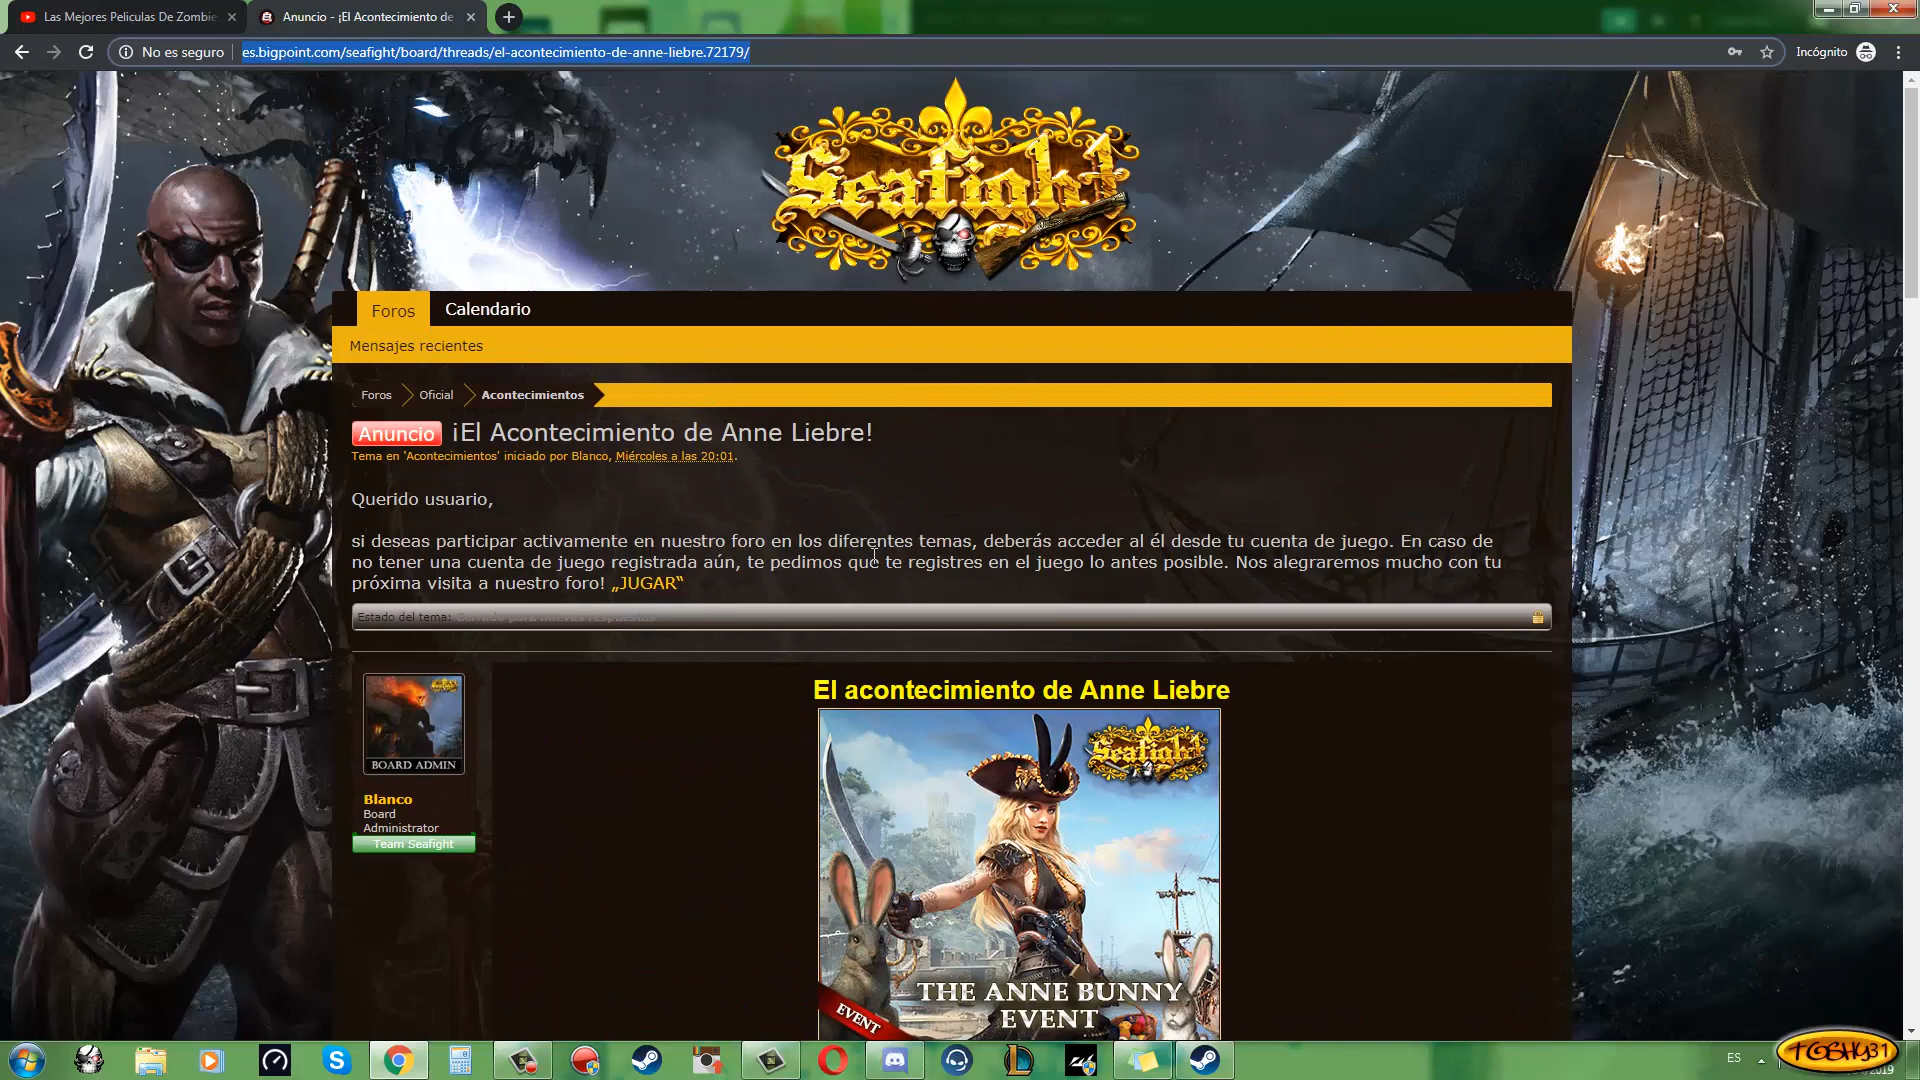 Las Mejores Peliculas De Zombie
Anuncio - ¡El Acontecimiento de
No es seguro
es.bigpoint.com/seafight/board/threads/el-acontecimiento-de-anne-liebre.72179/
Incógnito
Seafight
Foros
Calendario
Mensajes recientes
Foros
Oficial
Acontecimientos
Anuncio ¡El Acontecimiento de Anne Liebre!
Tema en 'Acontecimientos' iniciado por Blanco, Miércoles a las 20:01.
Querido usuario,
si deseas participar activamente en nuestro foro en los diferentes temas, deberás acceder al él desde tu cuenta de juego. En caso de
no tener una cuenta de juego registrada aún, te pedimos que te registres en el juego lo antes posible. Nos alegraremos mucho con tu
próxima visita a nuestro foro! „JUGAR“
Estado del tema: Cerrado para nuevas respuestas
El acontecimiento de Anne Liebre
Seafight
BOARD ADMIN
Blanco
Board
Administrator
Team Seafight
Seafight
THE ANNE BUNNY
EVENT
EVENT
ES
TOSHY31